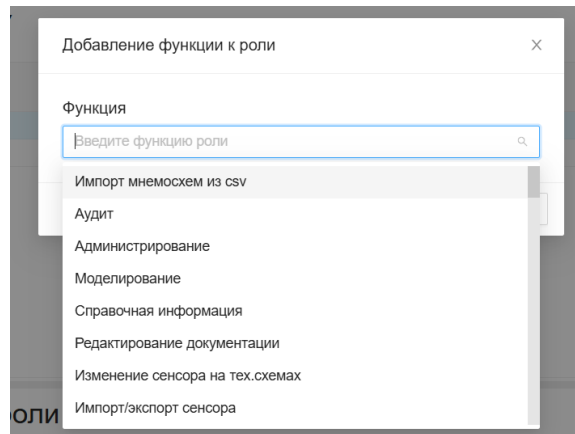 Добавление функции к роли
Функция
Введите функцию роли
Импорт мнемосхем из csv
Аудит
Администрирование
Моделирование
Справочная информация
Редактирование документации
Изменение сенсора на тех.схемах
Импорт/экспорт сенсора
оли